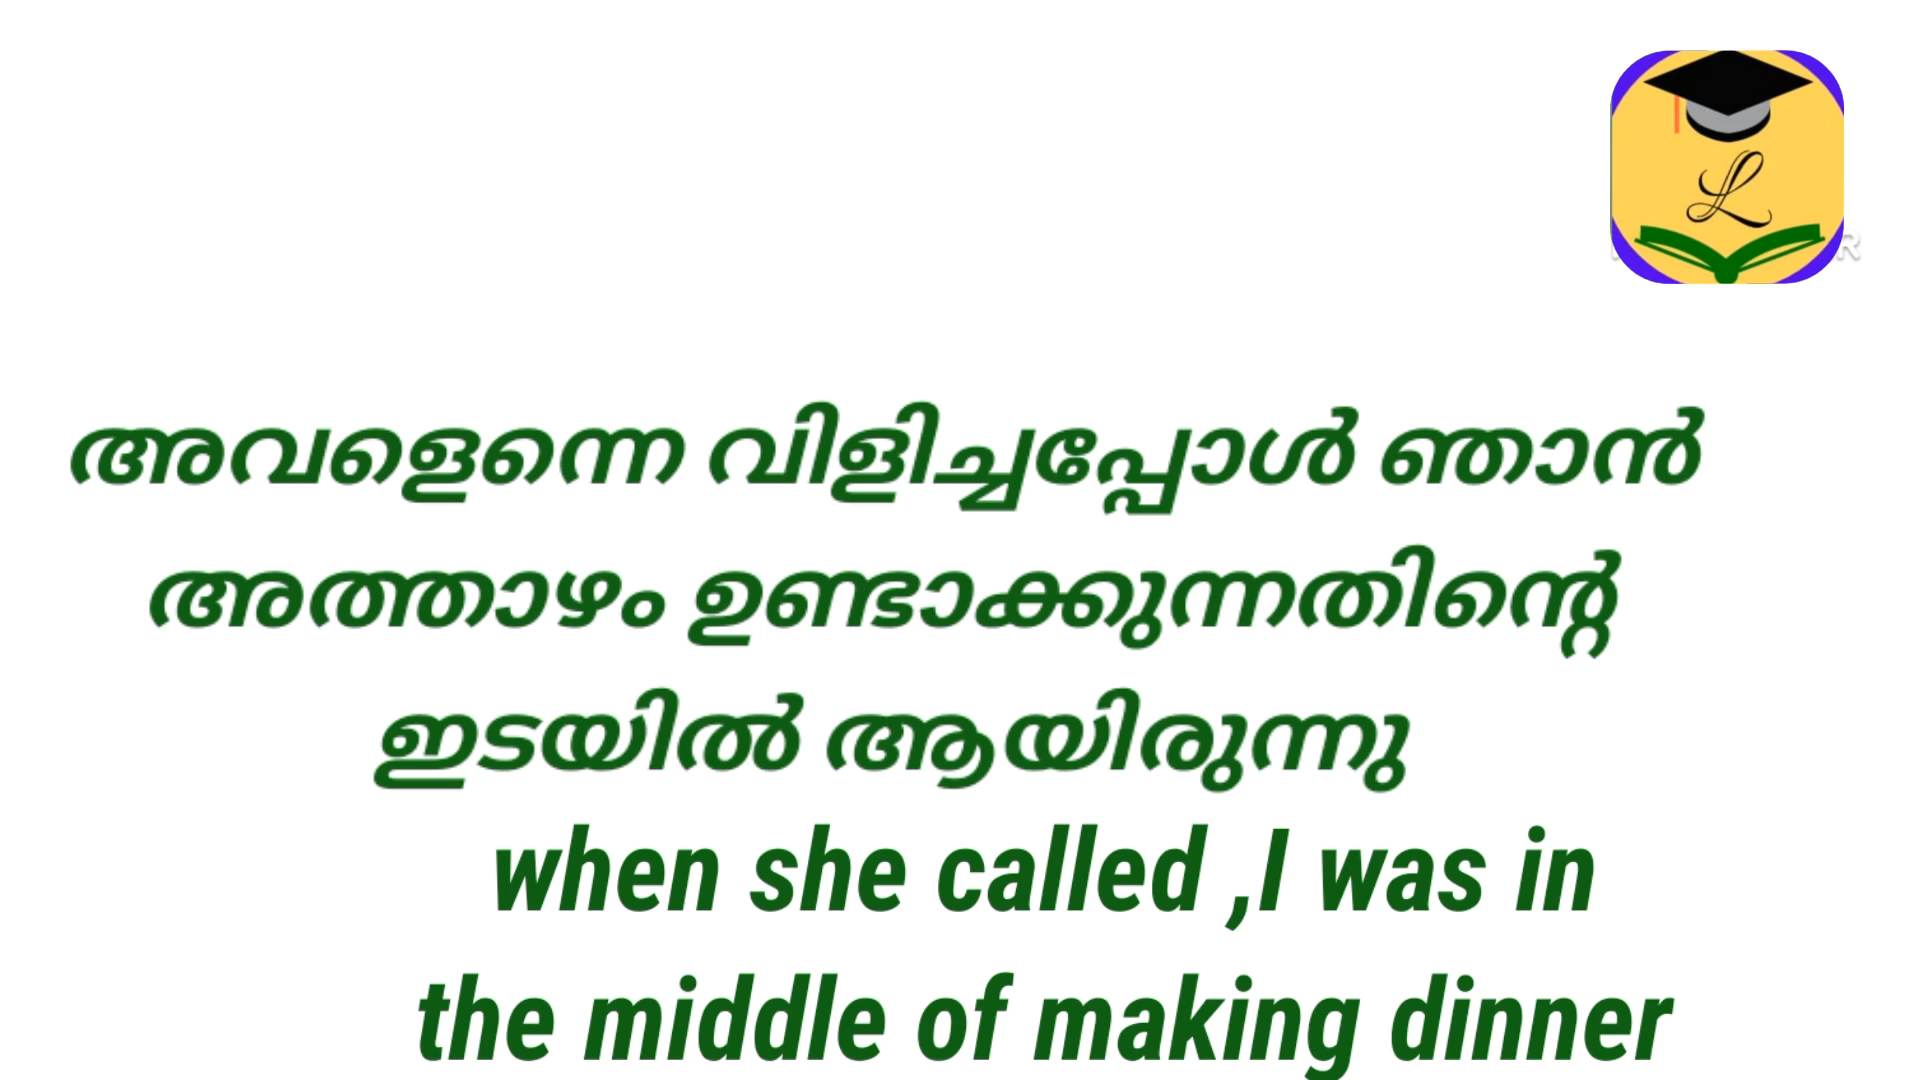 L
R
അവളെന്നെ വിളിച്ചപ്പോൾ ഞാൻ
അത്താഴം ഉണ്ടാക്കുന്നതിന്റെ
ഇടയിൽ ആയിരുന്നു
when she called ,I was in
the middle of making dinner